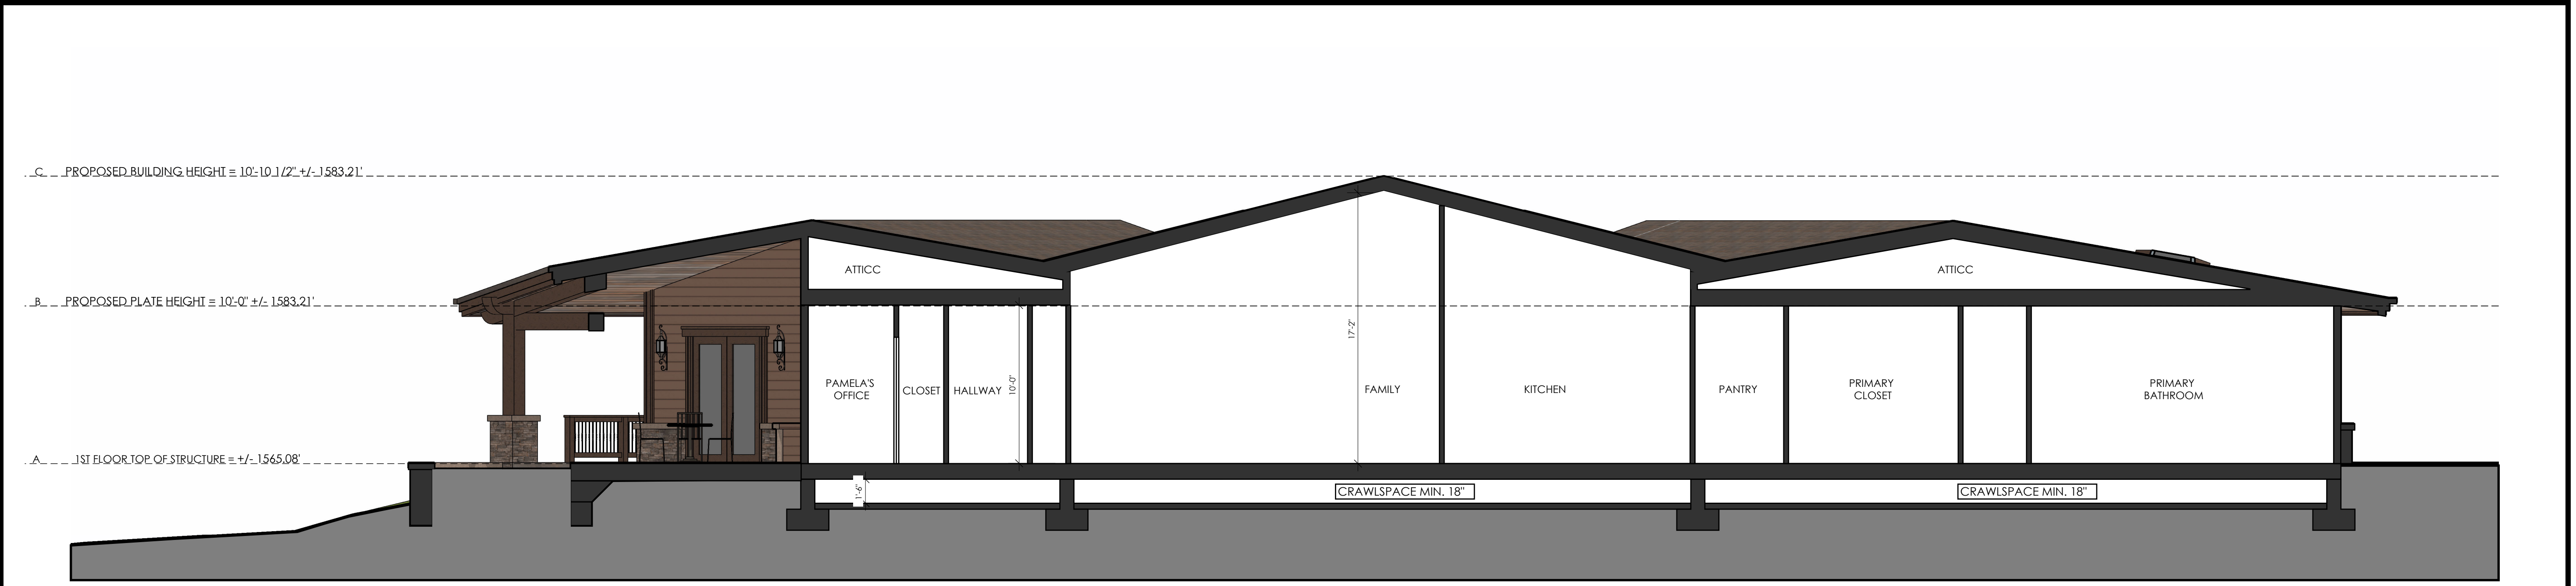 C PROPOSED BUILDING HEIGHT = 10'-10 1/2" +/- 1583.21'
ATTICC
ATTICC
B PROPOSED PLATE HEIGHT = 10'-0" +/- 1583.21'
17'-2"
10'-0"
PAMELA'S
OFFICE
CLOSET
HALLWAY
FAMILY
KITCHEN
PANTRY
PRIMARY
CLOSET
PRIMARY
BATHROOM
A 1ST FLOOR TOP OF STRUCTURE = +/- 1565.08'
1'-6"
CRAWLSPACE MIN. 18"
CRAWLSPACE MIN. 18"